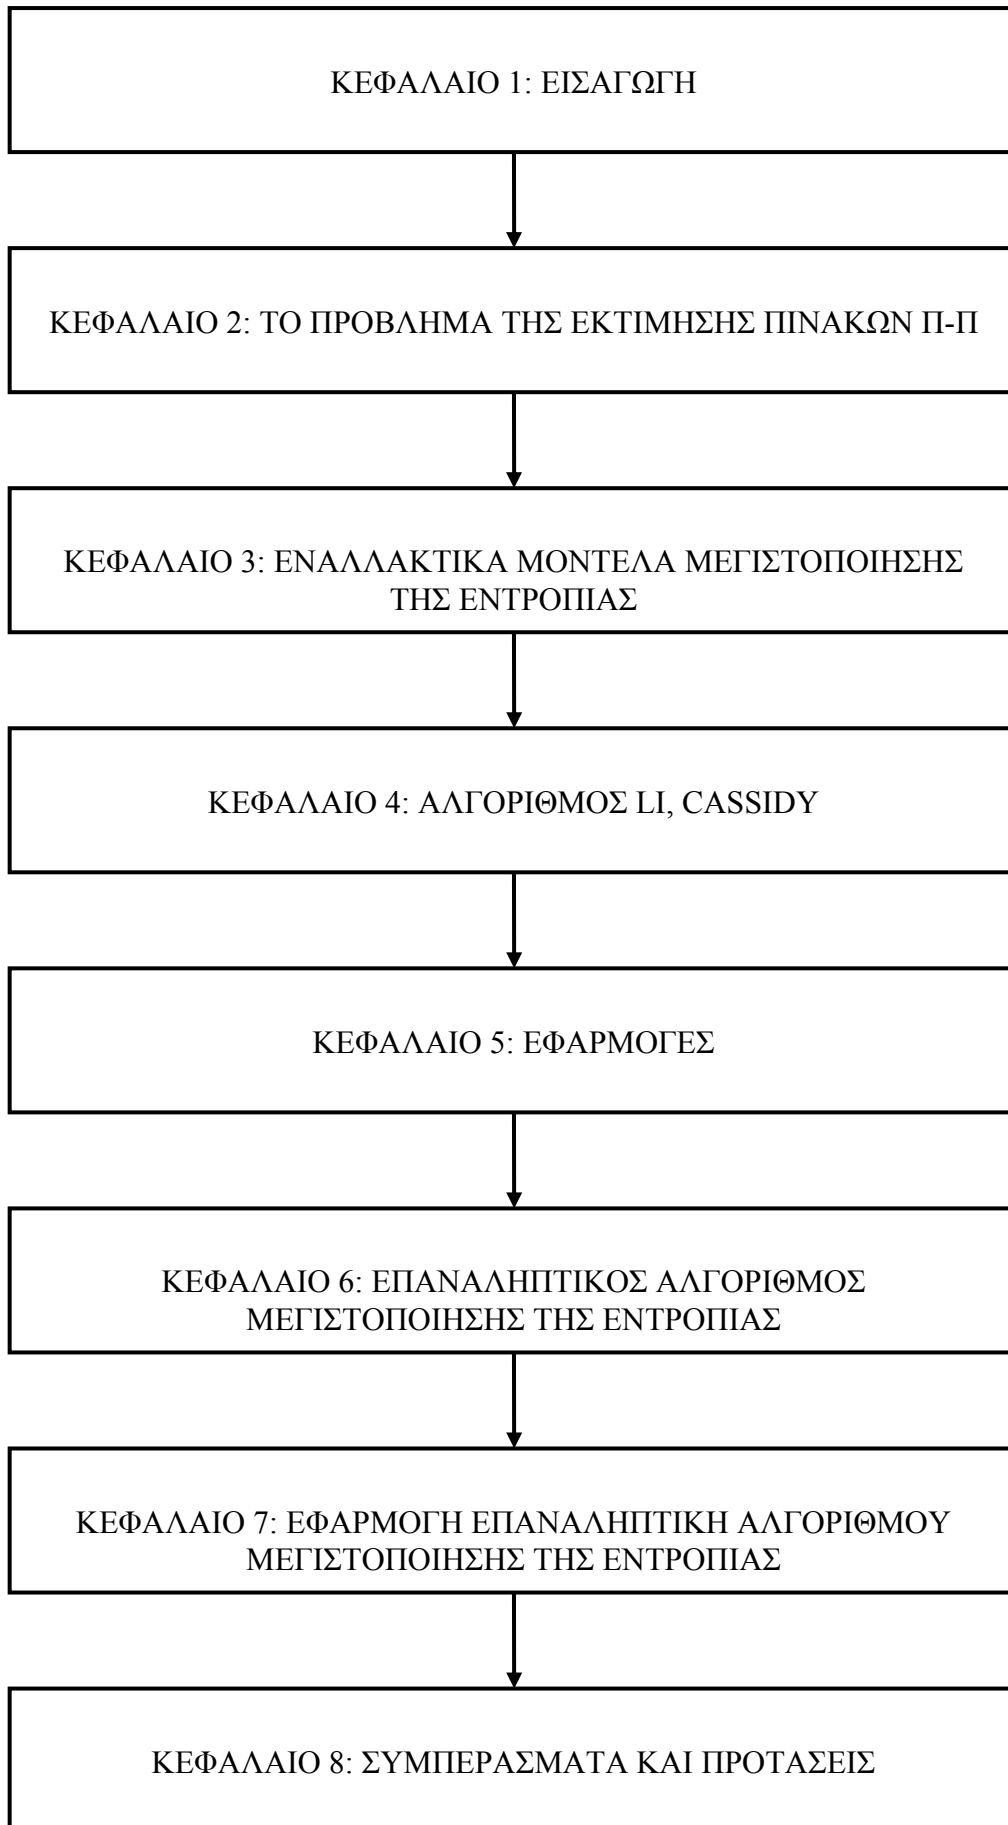 ΚΕΦΑΛΑΙΟ 1: ΕΙΣΑΓΩΓΗ
ΚΕΦΑΛΑΙΟ 2: ΤΟ ΠΡΟΒΛΗΜΑ ΤΗΣ ΕΚΤΙΜΗΣΗΣ ΠΙΝΑΚΩΝ Π-Π
ΚΕΦΑΛΑΙΟ 3: ΕΝΑΛΛΑΚΤΙΚΑ ΜΟΝΤΕΛΑ ΜΕΓΙΣΤΟΠΟΙΗΣΗΣ
ΤΗΣ ΕΝΤΡΟΠΙΑΣ
ΚΕΦΑΛΑΙΟ 4: ΑΛΓΟΡΙΘΜΟΣ LI, CASSIDY
ΚΕΦΑΛΑΙΟ 5: ΕΦΑΡΜΟΓΕΣ
ΚΕΦΑΛΑΙΟ 6: ΕΠΑΝΑΛΗΠΤΙΚΟΣ ΑΛΓΟΡΙΘΜΟΣ
ΜΕΓΙΣΤΟΠΟΙΗΣΗΣ ΤΗΣ ΕΝΤΡΟΠΙΑΣ
ΚΕΦΑΛΑΙΟ 7: ΕΦΑΡΜΟΓΗ ΕΠΑΝΑΛΗΠΤΙΚΗ ΑΛΓΟΡΙΘΜΟΥ
ΜΕΓΙΣΤΟΠΟΙΗΣΗΣ ΤΗΣ ΕΝΤΡΟΠΙΑΣ
ΚΕΦΑΛΑΙΟ 8: ΣΥΜΠΕΡΑΣΜΑΤΑ ΚΑΙ ΠΡΟΤΑΣΕΙΣ